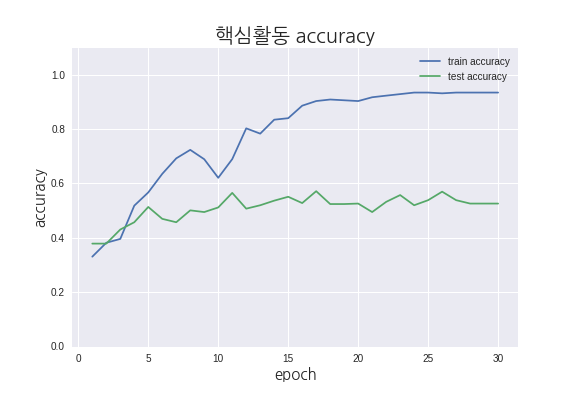 핵심활동 accuracy
train accuracy
test accuracy
1.0
0.8
0.6
0.4
0.2
0.0
accuracy
0 5 10 15 20 25 30
epoch